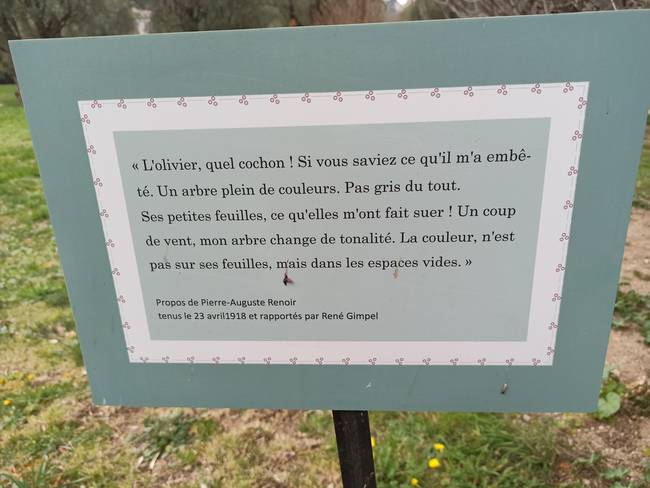 « L'olivier, quel cochon ! Si vous saviez ce qu'il m'a embê-
té. Un arbre plein de couleurs. Pas gris du tout.
Ses petites feuilles, ce qu'elles m'ont fait suer ! Un coup
de vent, mon arbre change de tonalité. La couleur, n'est
pas sur ses feuilles, mais dans les espaces vides. »
Propos de Pierre-Auguste Renoir
tenus le 23 avril1918 et rapportés par René Gimpel